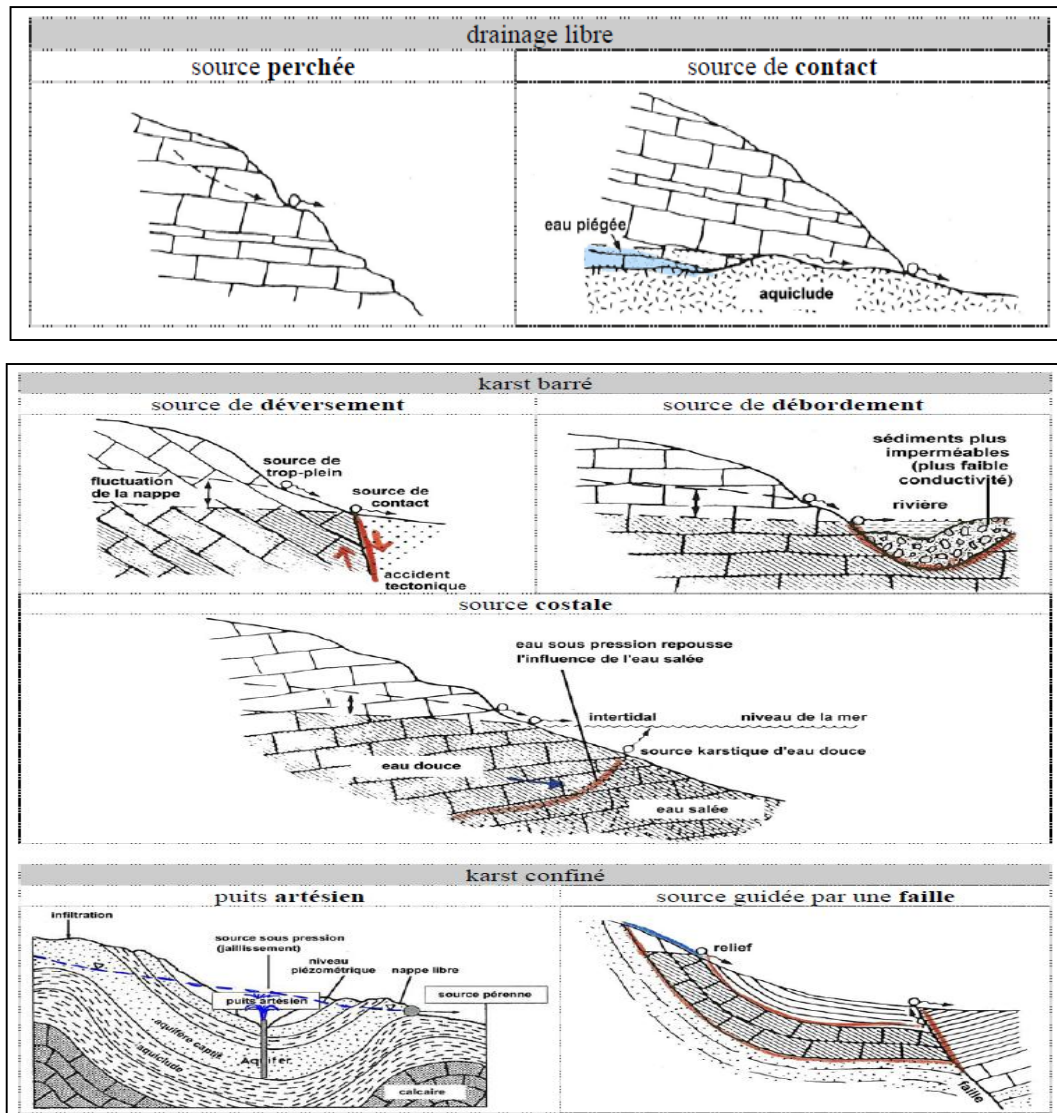 drainage libre
source perchée
source de contact
eau piégée
aquiclude
karst barré
source de déversement
source de débordement
source de
trop-plein
fluctuation
de la nappe
source de
contact
accident
tectonique
sédiments plus
imperméables
(plus faible
conductivité)
rivière
source costale
eau sous pression repousse
l'influence de l'eau salée
intertidal
niveau de la mer
source karstique d'eau douce
eau douce
eau salée
karst confiné
puits artésien
source guidée par une faille
infiltration
source sous pression
(jaillissement)
niveau
piézométrique
nappe libre
source pérenne
puits artésien
aquifère captif
aquiclude
Aquifer
calcaire
relief
faille